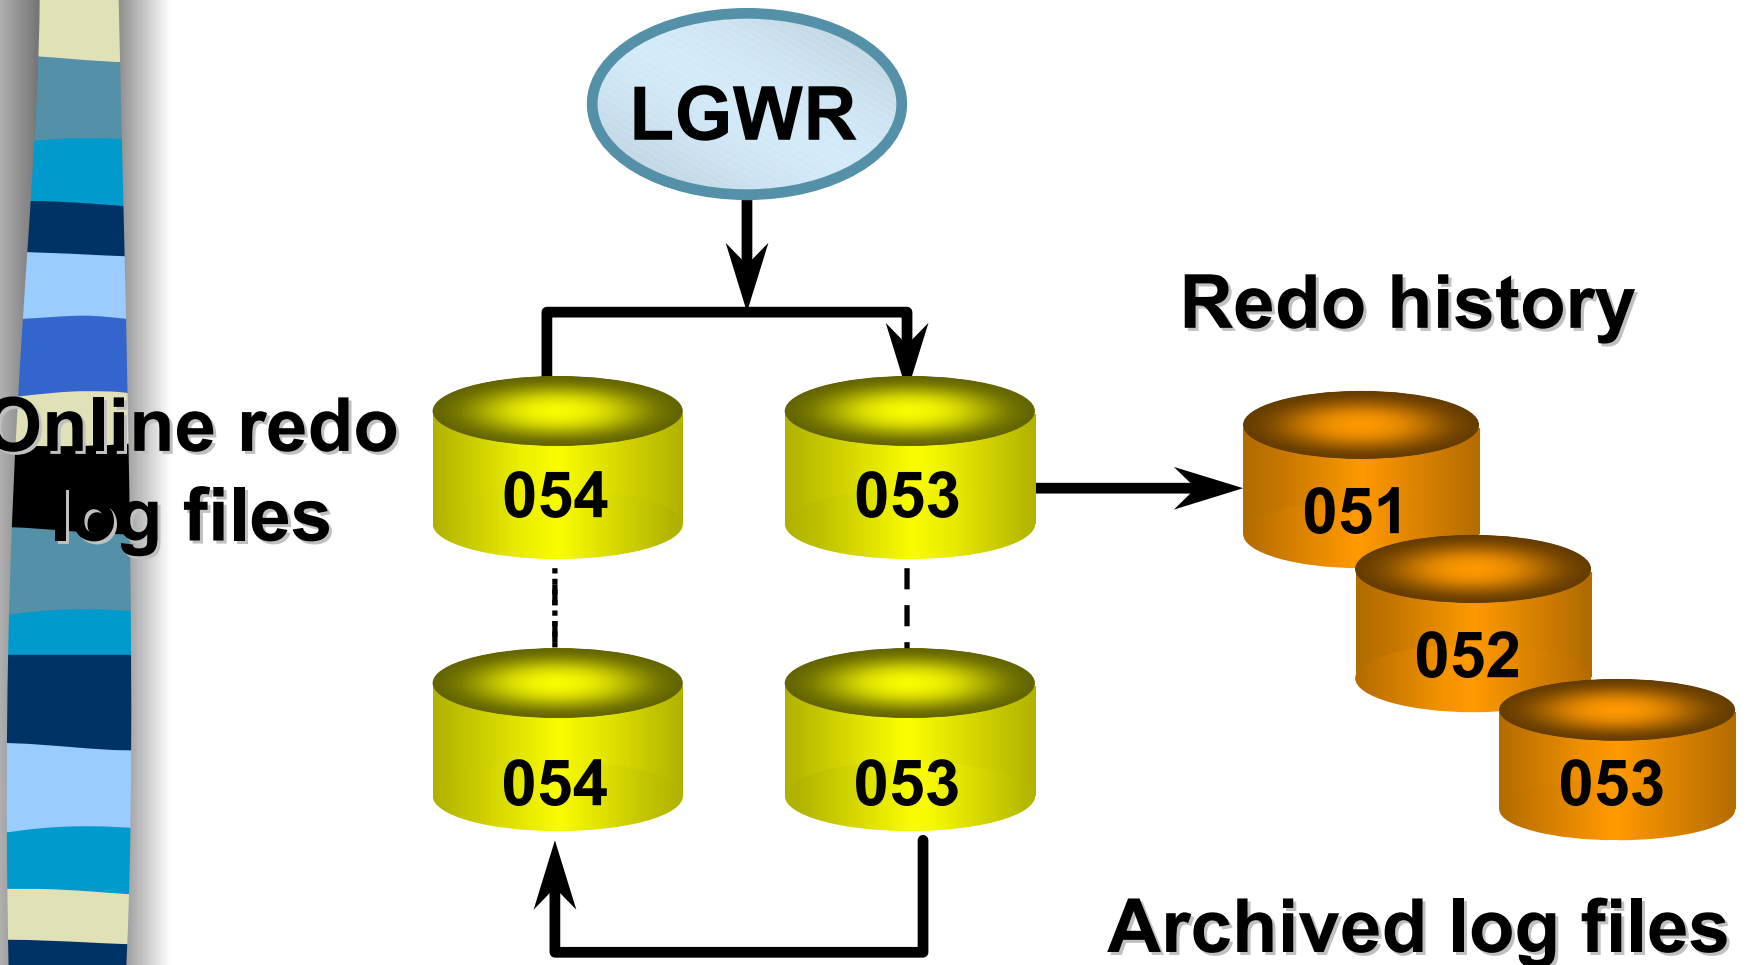 LGWR
Redo history
Online redo
log files
054
053
051
052
054
053
053
Archived log files